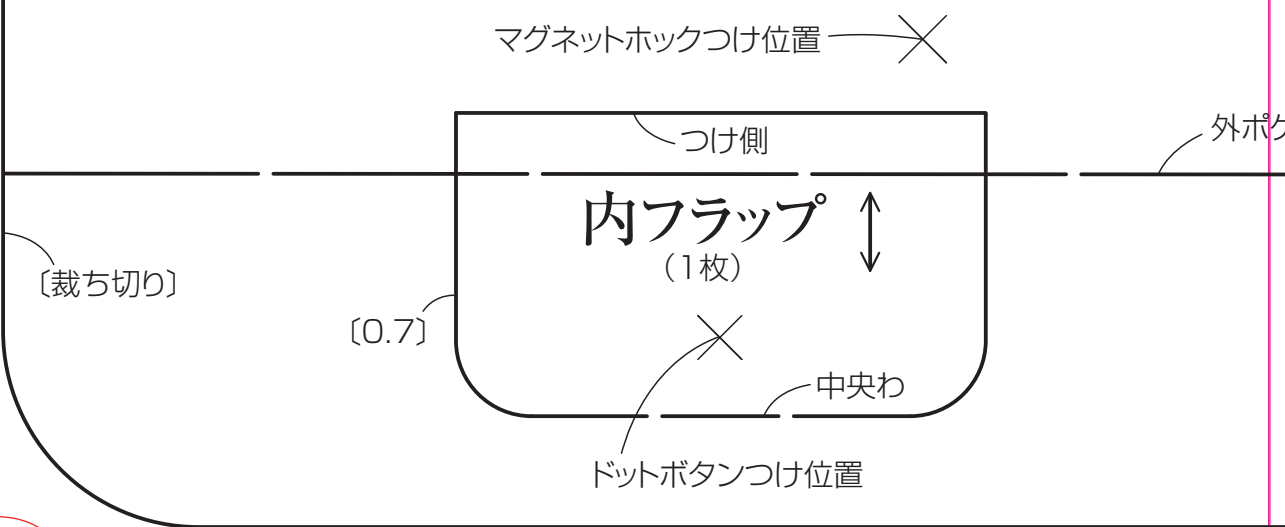 マグネットホックつけ位置
つけ側
外ポケ
内フラップ
(1枚)
〔裁ち切り〕
〔0.7〕
中央わ
ドットボタンつけ位置